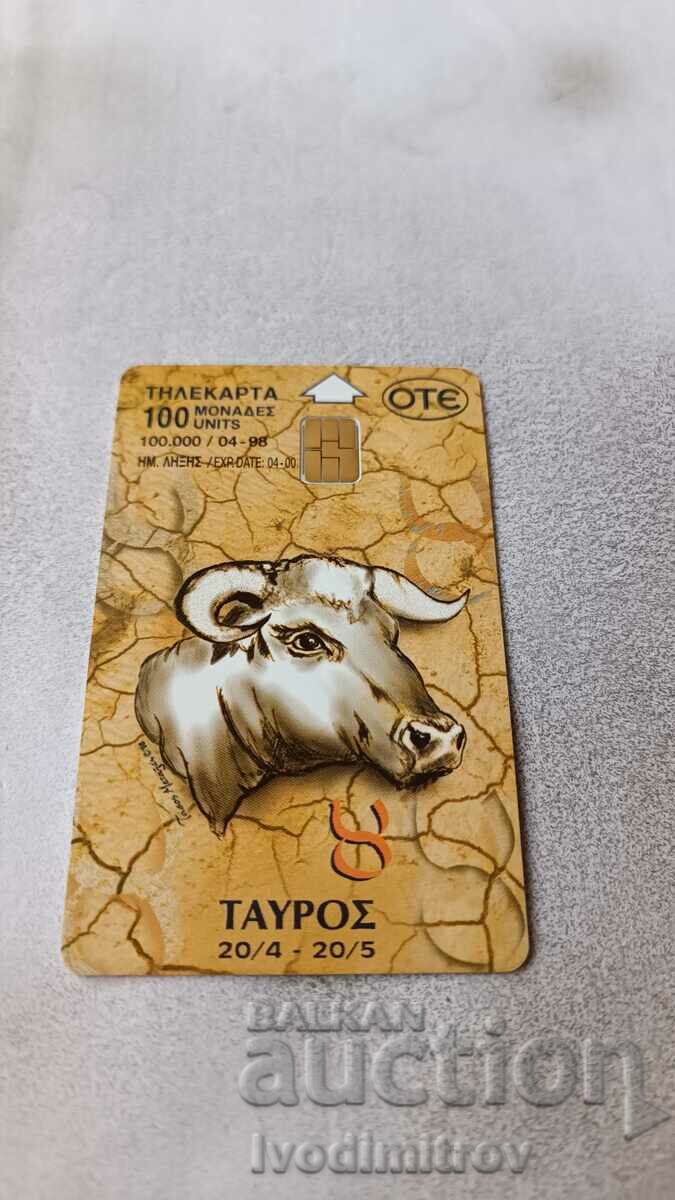 ΤΗΛΕΚΑΡΤΑ
OTE
100 ΜΟΝΑΔΕΣ
UNITS
100.000 / 04-98
ΗΜ. ΛΗΞΗΣ / EXP. DATE: 04-00
ΤΑΥΡΟΣ
20/4 - 20/5
BALKAN
auction
Ivodimitrov